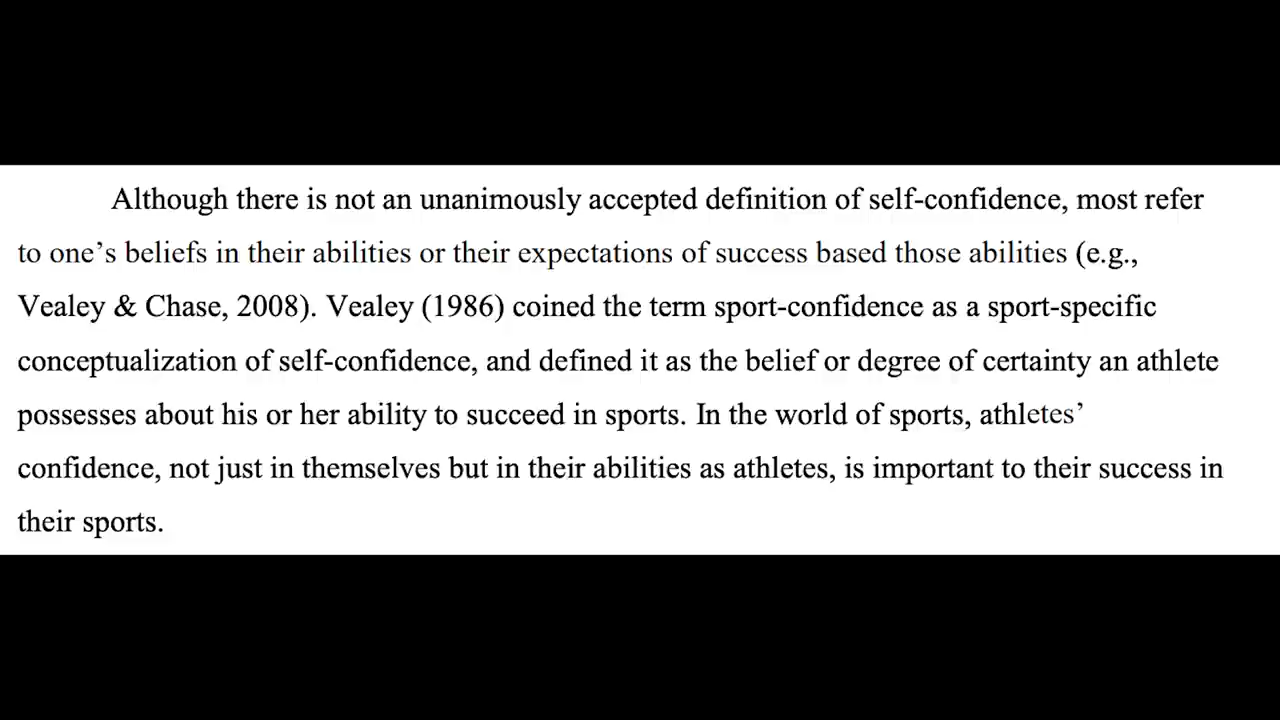 Although there is not an unanimously accepted definition of self-confidence, most refer
to one’s beliefs in their abilities or their expectations of success based those abilities (e.g.,
Vealey & Chase, 2008). Vealey (1986) coined the term sport-confidence as a sport-specific
conceptualization of self-confidence, and defined it as the belief or degree of certainty an athlete
possesses about his or her ability to succeed in sports. In the world of sports, athletes’
confidence, not just in themselves but in their abilities as athletes, is important to their success in
their sports.